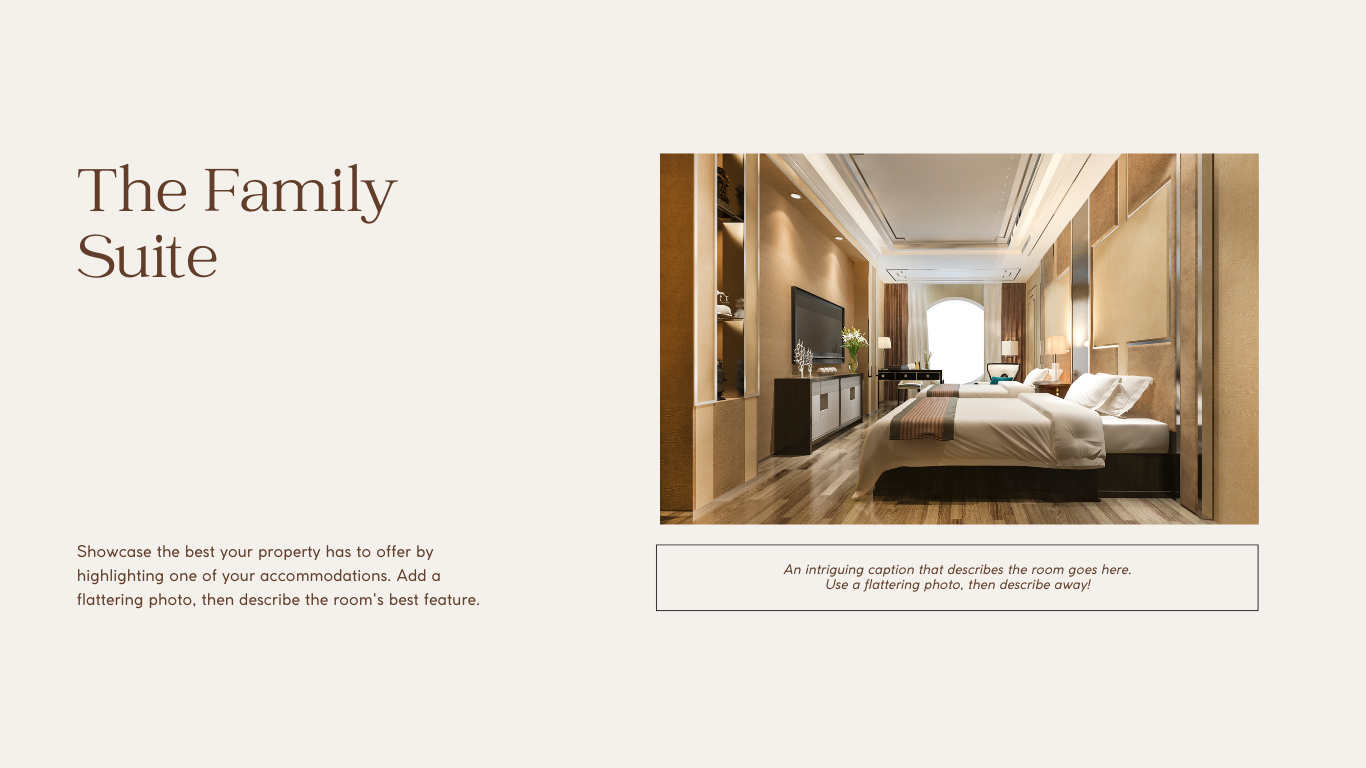 The Family
Suite
Showcase the best your property has to offer by
highlighting one of your accommodations. Add a
flattering photo, then describe the room's best feature.
An intriguing caption that describes the room goes here.
Use a flattering photo, then describe away!